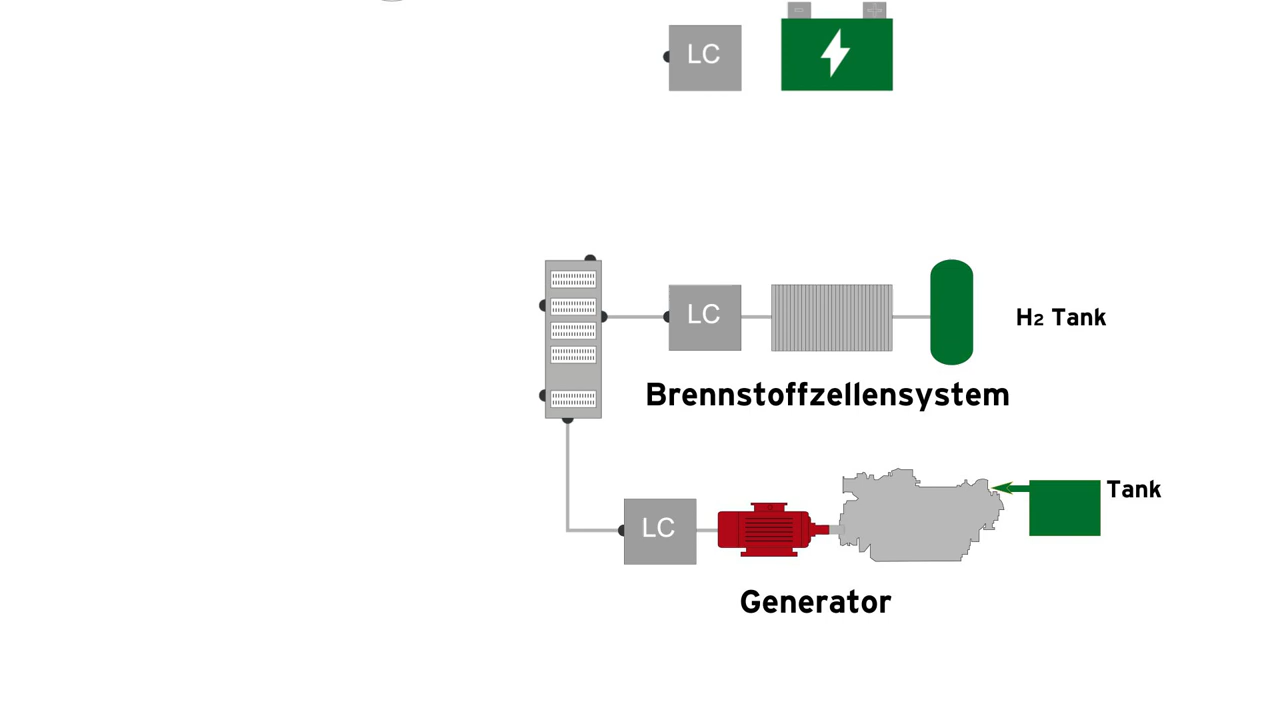 LC
LC
H₂ Tank
Brennstoffzellensystem
Tank
LC
Generator